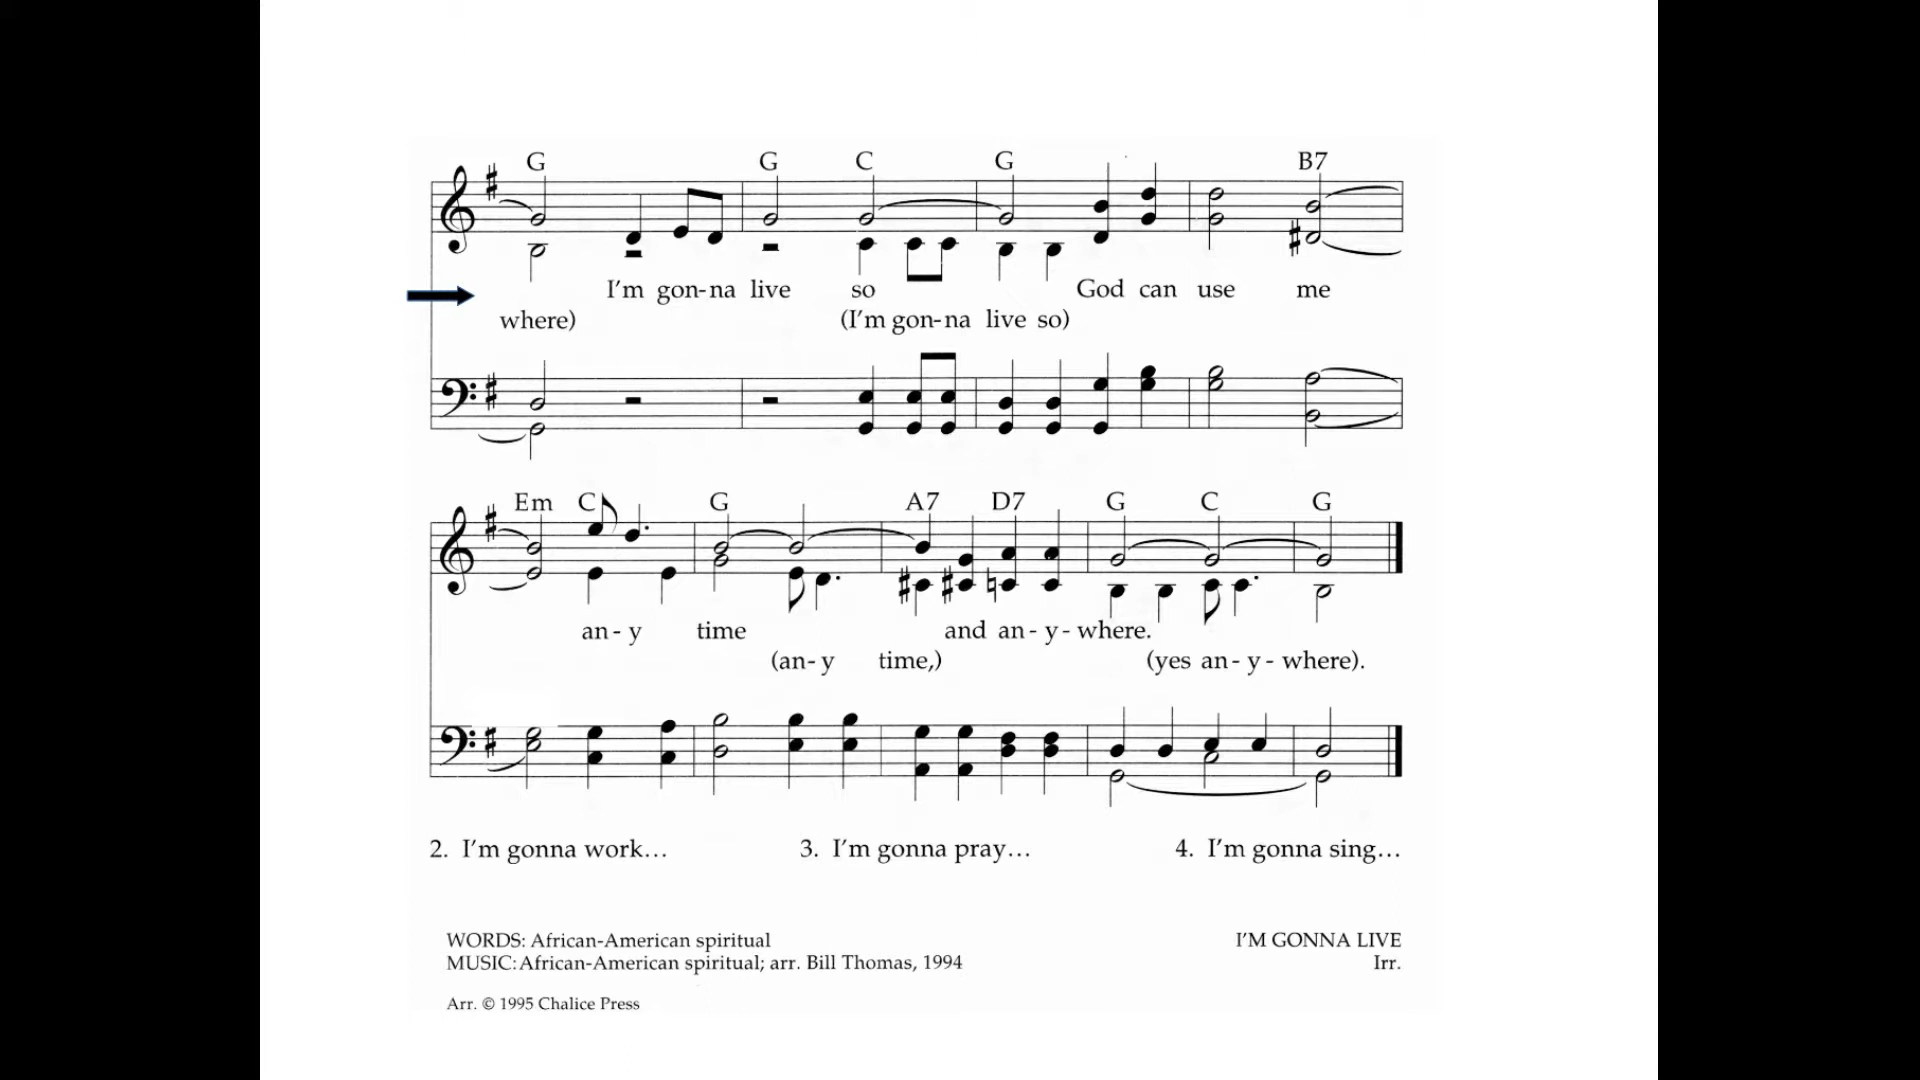 G G C G B7
I'm gon-na live so God can use me
where) (I'm gon-na live so)
Em C G A7 D7 G C G
an- y time and an- y- where.
(an- y time,) (yes an- y- where).
2. I'm gonna work... 3. I'm gonna pray... 4. I'm gonna sing...
WORDS: African-American spiritual I'M GONNA LIVE
MUSIC: African-American spiritual; arr. Bill Thomas, 1994 Irr.
Arr. © 1995 Chalice Press